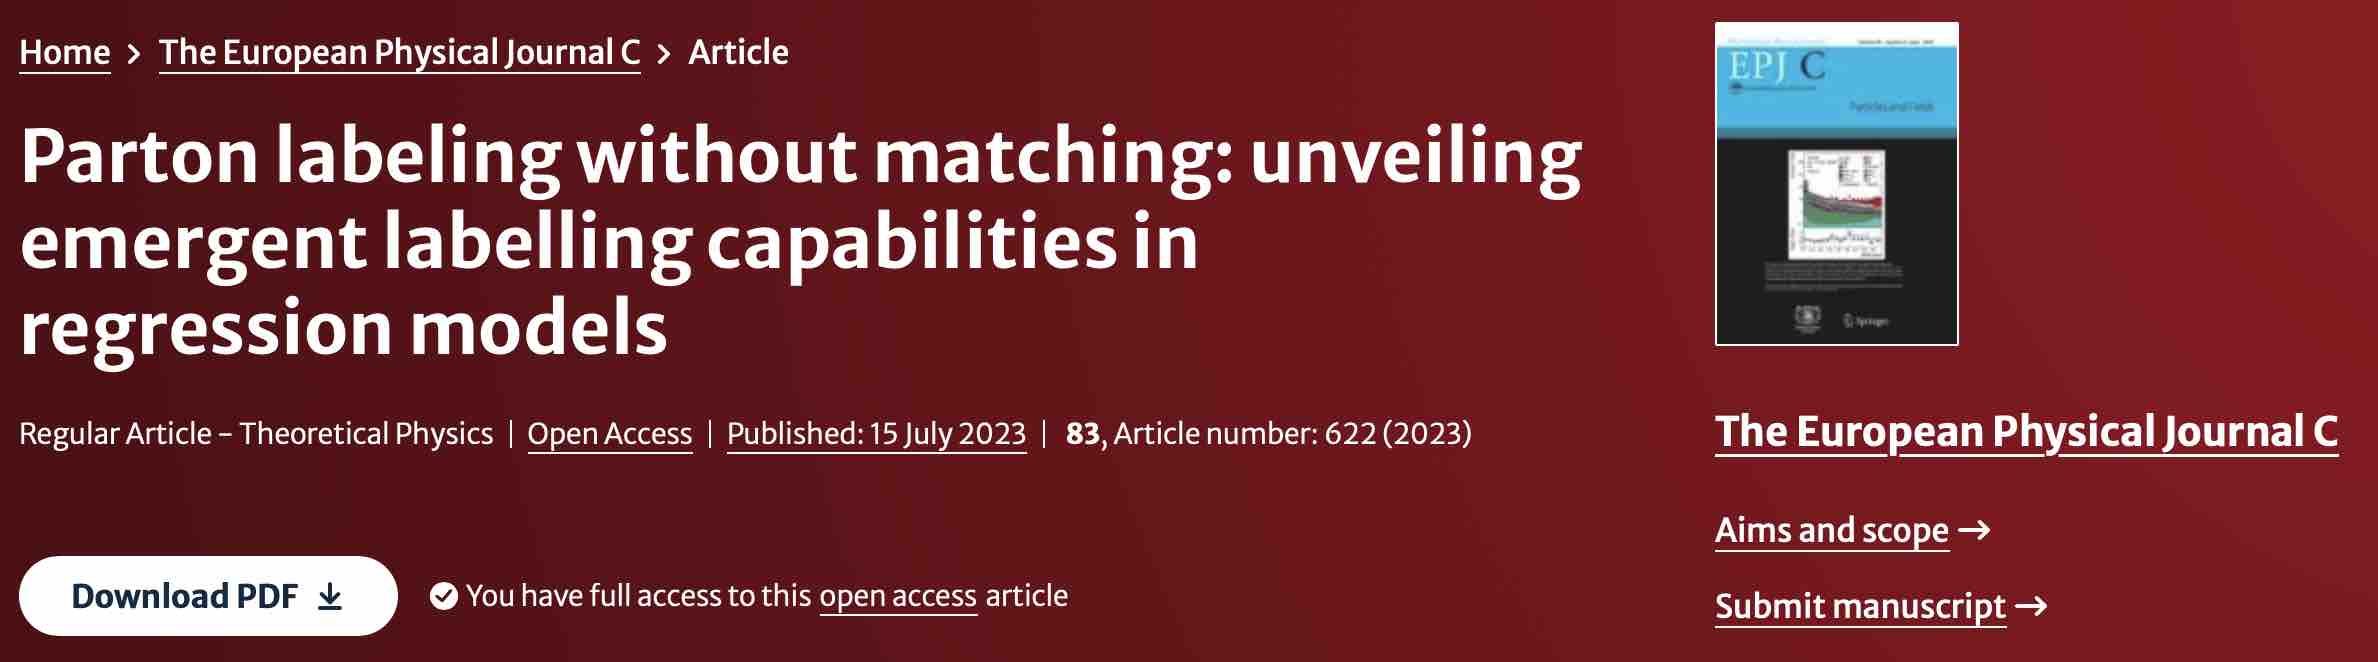 Home > The European Physical Journal C > Article
Parton labeling without matching: unveiling
emergent labelling capabilities in
regression models
Regular Article - Theoretical Physics | Open Access | Published: 15 July 2023 | 83, Article number: 622 (2023)
Download PDF
You have full access to this open access article
EPJ C
Particles and Fields
Springer
The European Physical Journal C
Aims and scope →
Submit manuscript →